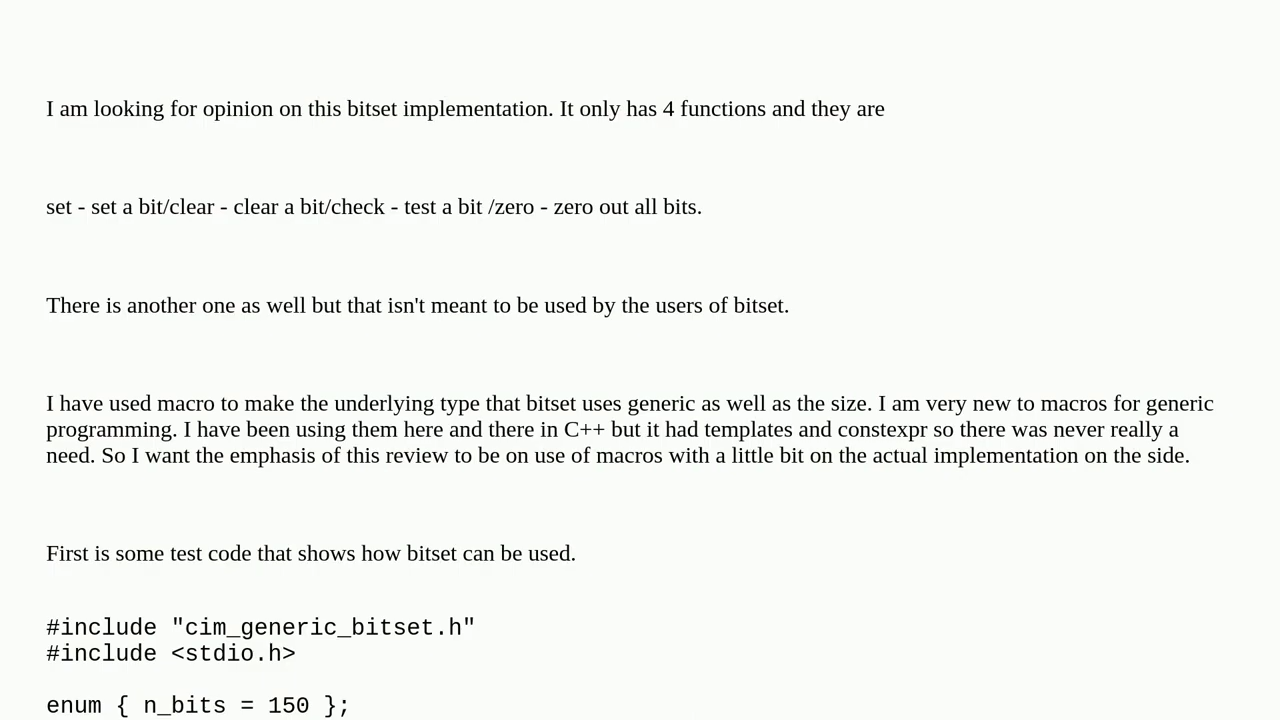 I am looking for opinion on this bitset implementation. It only has 4 functions and they are
set - set a bit/clear - clear a bit/check - test a bit /zero - zero out all bits.
There is another one as well but that isn't meant to be used by the users of bitset.
I have used macro to make the underlying type that bitset uses generic as well as the size. I am very new to macros for generic
programming. I have been using them here and there in C++ but it had templates and constexpr so there was never really a
need. So I want the emphasis of this review to be on use of macros with a little bit on the actual implementation on the side.
First is some test code that shows how bitset can be used.
#include "cim_generic_bitset.h"
#include <stdio.h>
enum { n_bits = 150 };